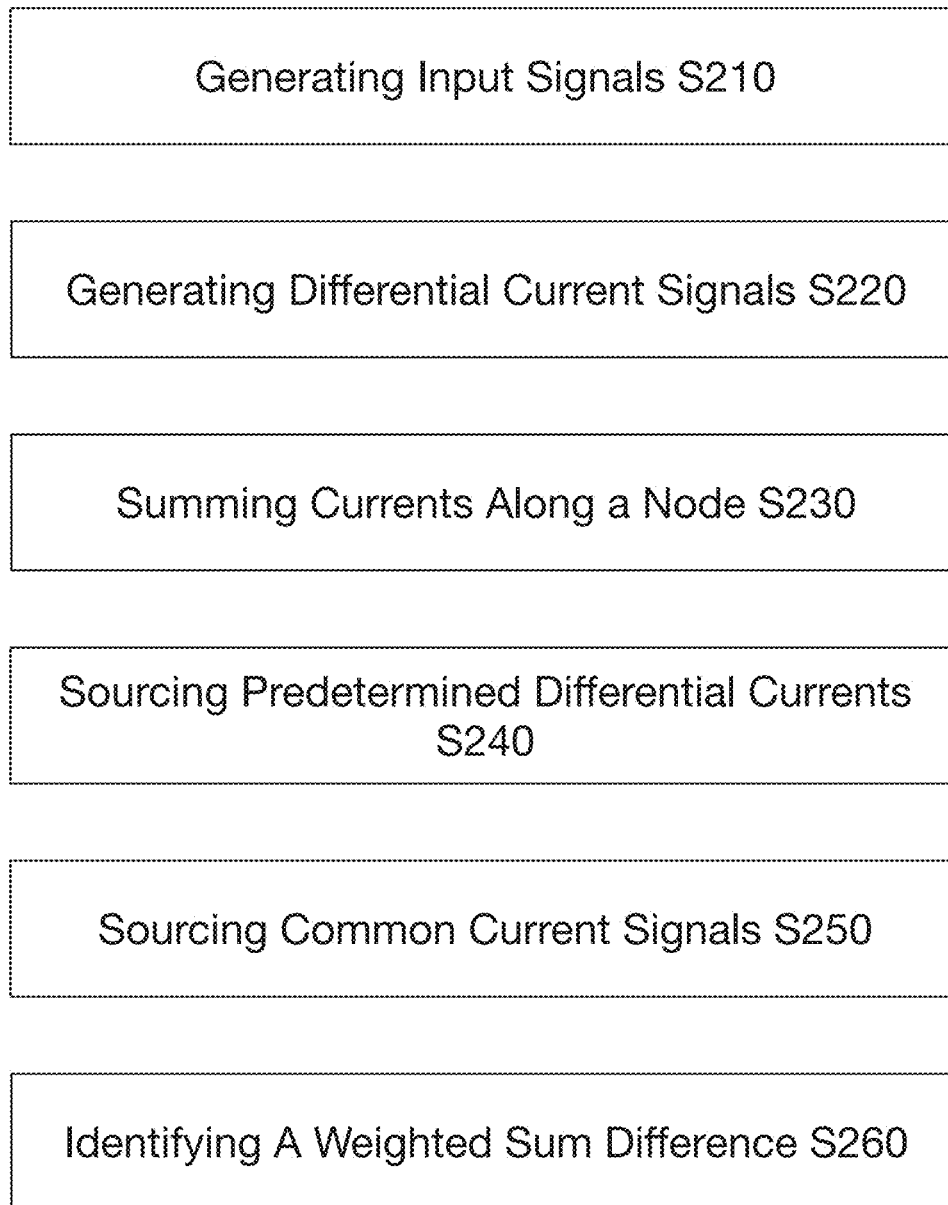 Generating Input Signals S210
Generating Differential Current Signals S220
Summing Currents Along a Node S230
Sourcing Predetermined Differential Currents
S240
Sourcing Common Current Signals S250
Identifying A Weighted Sum Difference S260